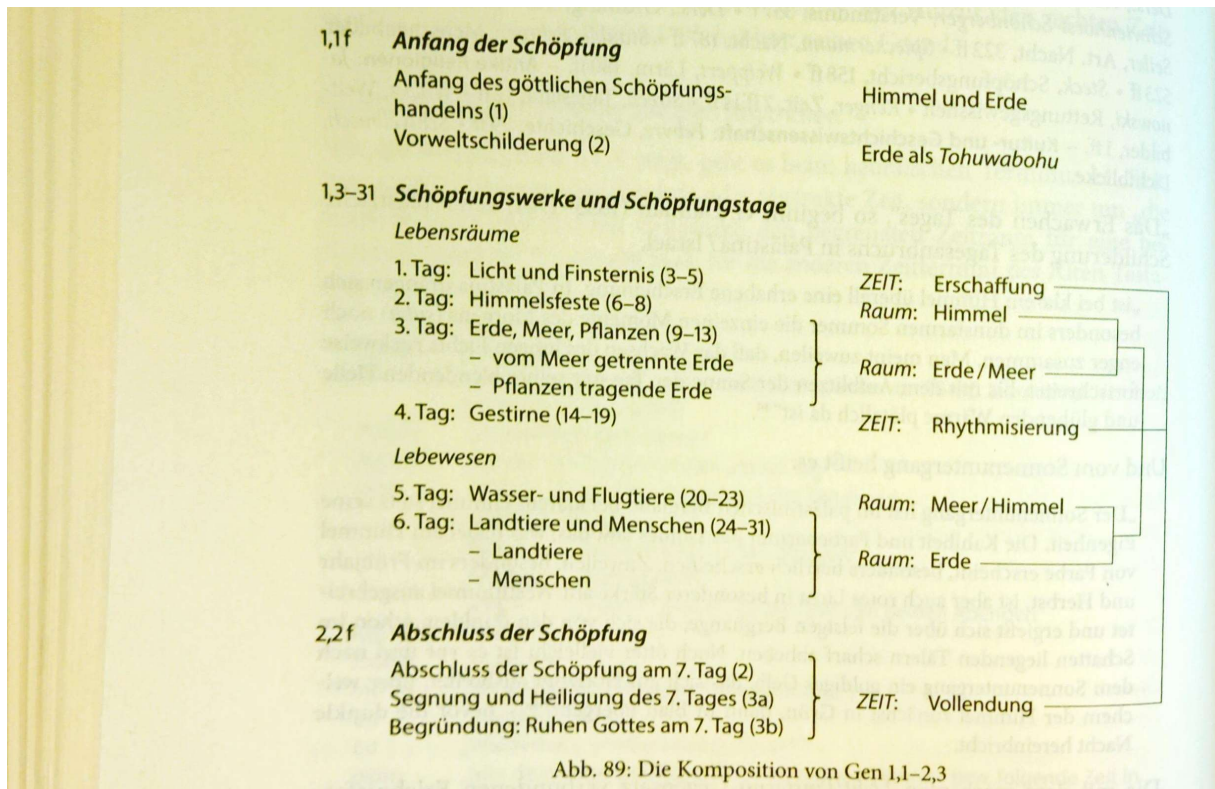 1,1 f Anfang der Schöpfung
Anfang des göttlichen Schöpfungs-
handelns (1) Himmel und Erde
Vorweltschilderung (2) Erde als Tohuwabohu
1,3–31 Schöpfungswerke und Schöpfungstage
Lebensräume
1. Tag: Licht und Finsternis (3–5) ZEIT: Erschaffung
2. Tag: Himmelsfeste (6–8) Raum: Himmel
3. Tag: Erde, Meer, Pflanzen (9–13)
– vom Meer getrennte Erde Raum: Erde/Meer
– Pflanzen tragende Erde
4. Tag: Gestirne (14–19) ZEIT: Rhythmisierung
Lebewesen
5. Tag: Wasser- und Flugtiere (20–23) Raum: Meer/Himmel
6. Tag: Landtiere und Menschen (24–31)
– Landtiere Raum: Erde
– Menschen
2,2 f Abschluss der Schöpfung
Abschluss der Schöpfung am 7. Tag (2)
Segnung und Heiligung des 7. Tages (3a) ZEIT: Vollendung
Begründung: Ruhen Gottes am 7. Tag (3b)
Abb. 89: Die Komposition von Gen 1,1–2,3